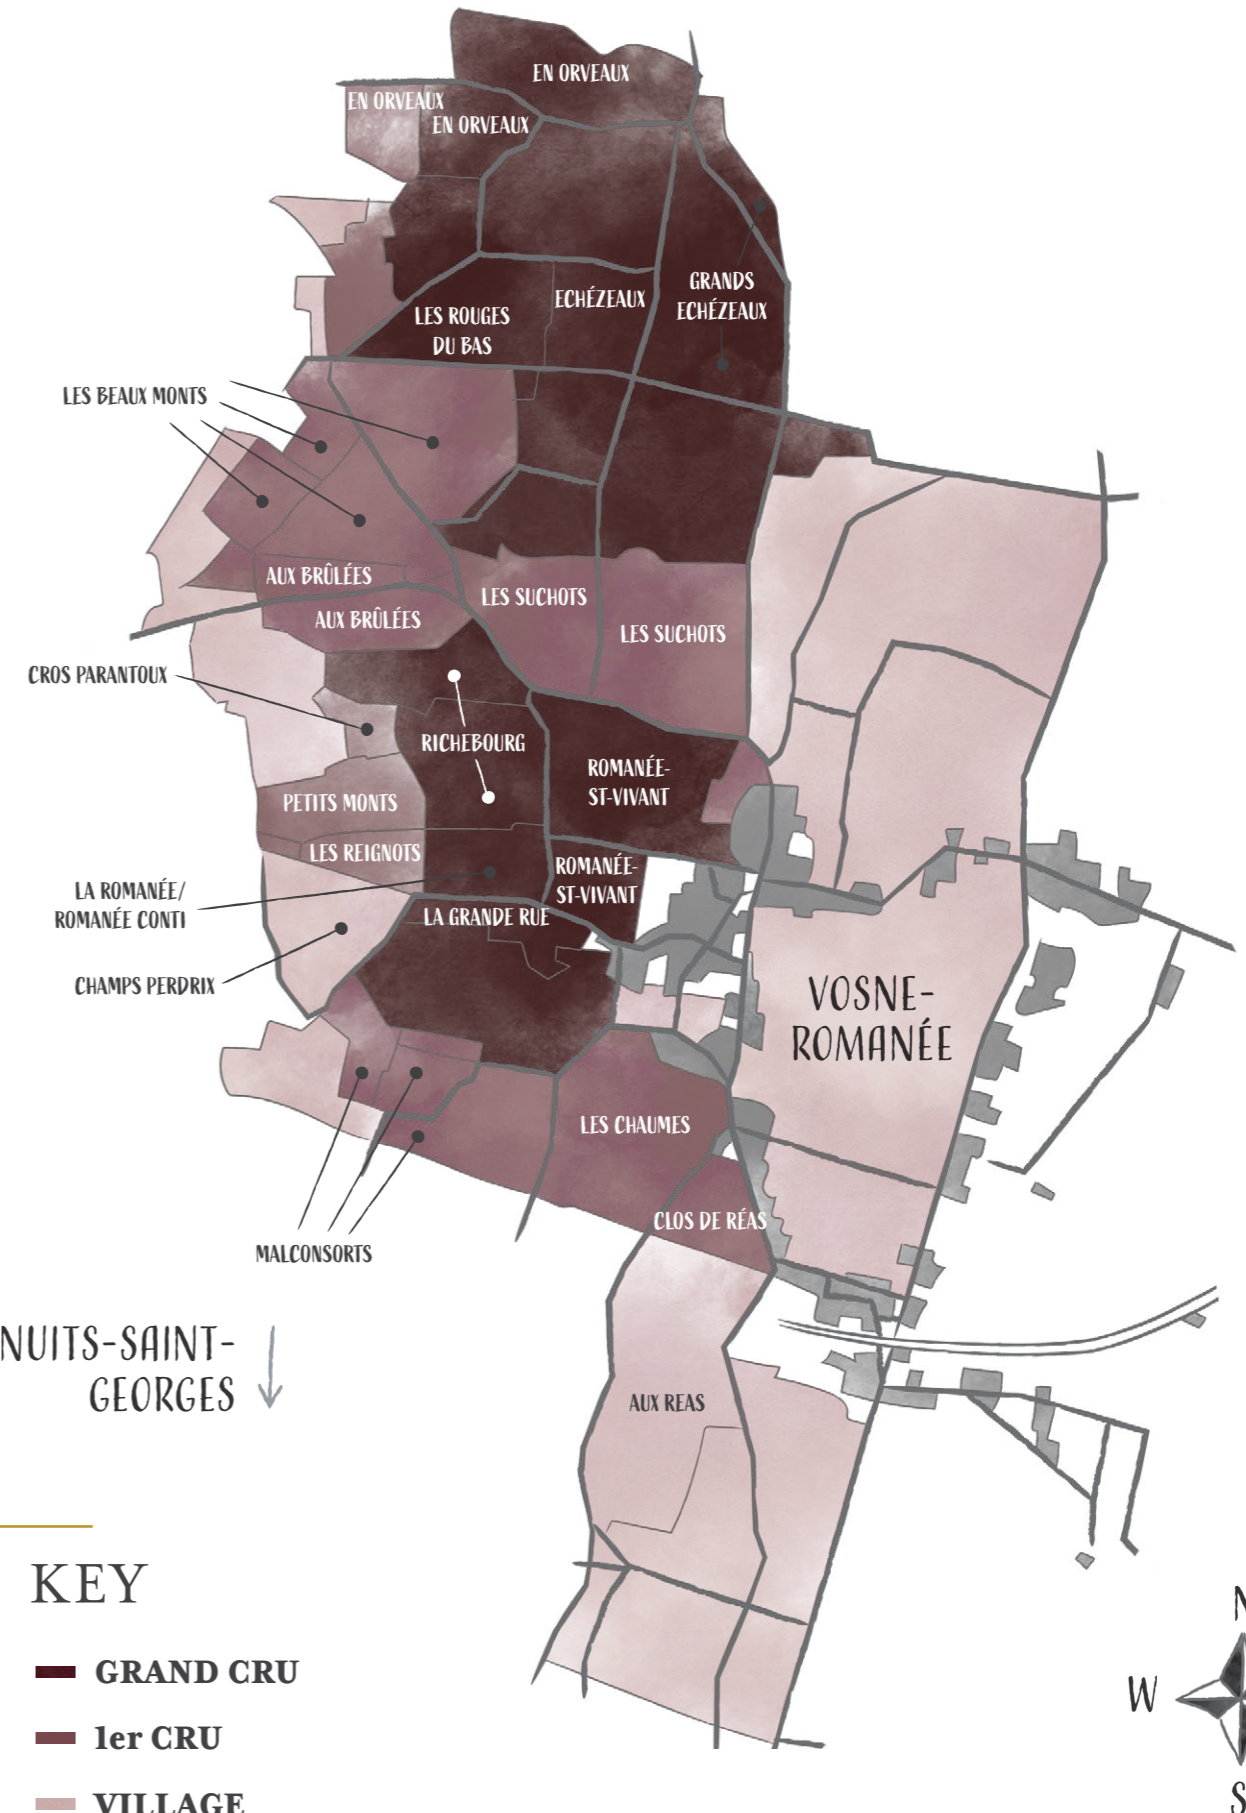 EN ORVEAUX
EN ORVEAUX
EN ORVEAUX
GRANDS
ECHÉZEAUX
ECHÉZEAUX
LES ROUGES
DU BAS
LES BEAUX MONTS
AUX BRÛLÉES
LES SUCHOTS
AUX BRÛLÉES
LES SUCHOTS
CROS PARANTOUX
RICHEBOURG
ROMANÉE-
ST-VIVANT
PETITS MONTS
LES REIGNOTS
ROMANÉE-
ST-VIVANT
LA ROMANÉE/
ROMANÉE CONTI
LA GRANDE RUE
CHAMPS PERDRIX
VOSNE-
ROMANÉE
LES CHAUMES
CLOS DE RÉAS
MALCONSORTS
NUITS-SAINT-
GEORGES
AUX REAS
KEY
GRAND CRU
1er CRU
VILLAGE
N
W
S